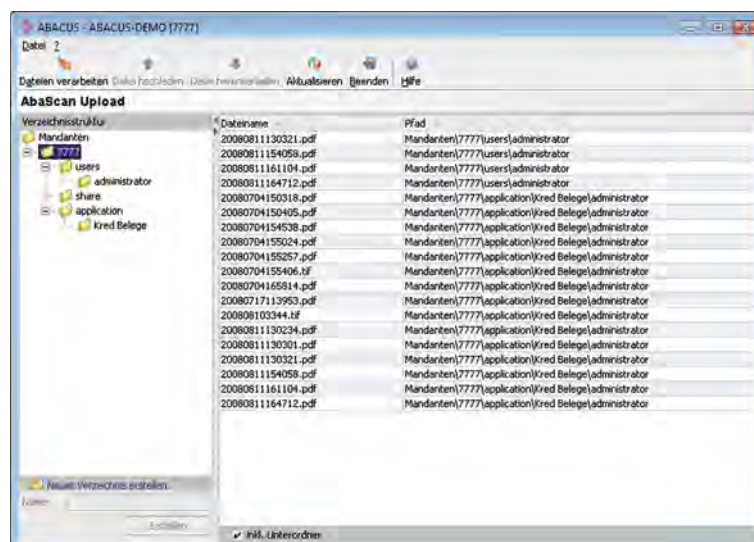 ABACUS - ABACUS-DEMO [7777]
Datei ?
Dateien verarbeiten Datei hochladen Datei herunterladen Aktualisieren Beenden Hilfe
AbaScan Upload
Verzeichnisstruktur
Mandanten
7777
users
administrator
share
application
Kred Belege
Dateiname Pfad
20080811130321.pdf Mandanten\7777\users\administrator
20080811154058.pdf Mandanten\7777\users\administrator
20080811161104.pdf Mandanten\7777\users\administrator
20080811164712.pdf Mandanten\7777\users\administrator
20080704150318.pdf Mandanten\7777\application\Kred Belege\administrator
20080704150405.pdf Mandanten\7777\application\Kred Belege\administrator
20080704154538.pdf Mandanten\7777\application\Kred Belege\administrator
20080704155024.pdf Mandanten\7777\application\Kred Belege\administrator
20080704155257.pdf Mandanten\7777\application\Kred Belege\administrator
20080704155406.tif Mandanten\7777\application\Kred Belege\administrator
20080704165814.pdf Mandanten\7777\application\Kred Belege\administrator
20080717113953.pdf Mandanten\7777\application\Kred Belege\administrator
200808103344.tif Mandanten\7777\application\Kred Belege\administrator
20080811130234.pdf Mandanten\7777\application\Kred Belege\administrator
20080811130301.pdf Mandanten\7777\application\Kred Belege\administrator
20080811130321.pdf Mandanten\7777\application\Kred Belege\administrator
20080811154058.pdf Mandanten\7777\application\Kred Belege\administrator
20080811161104.pdf Mandanten\7777\application\Kred Belege\administrator
20080811164712.pdf Mandanten\7777\application\Kred Belege\administrator
Neues Verzeichnis erstellen
Name:
Erstellen
Inkl. Unterordner